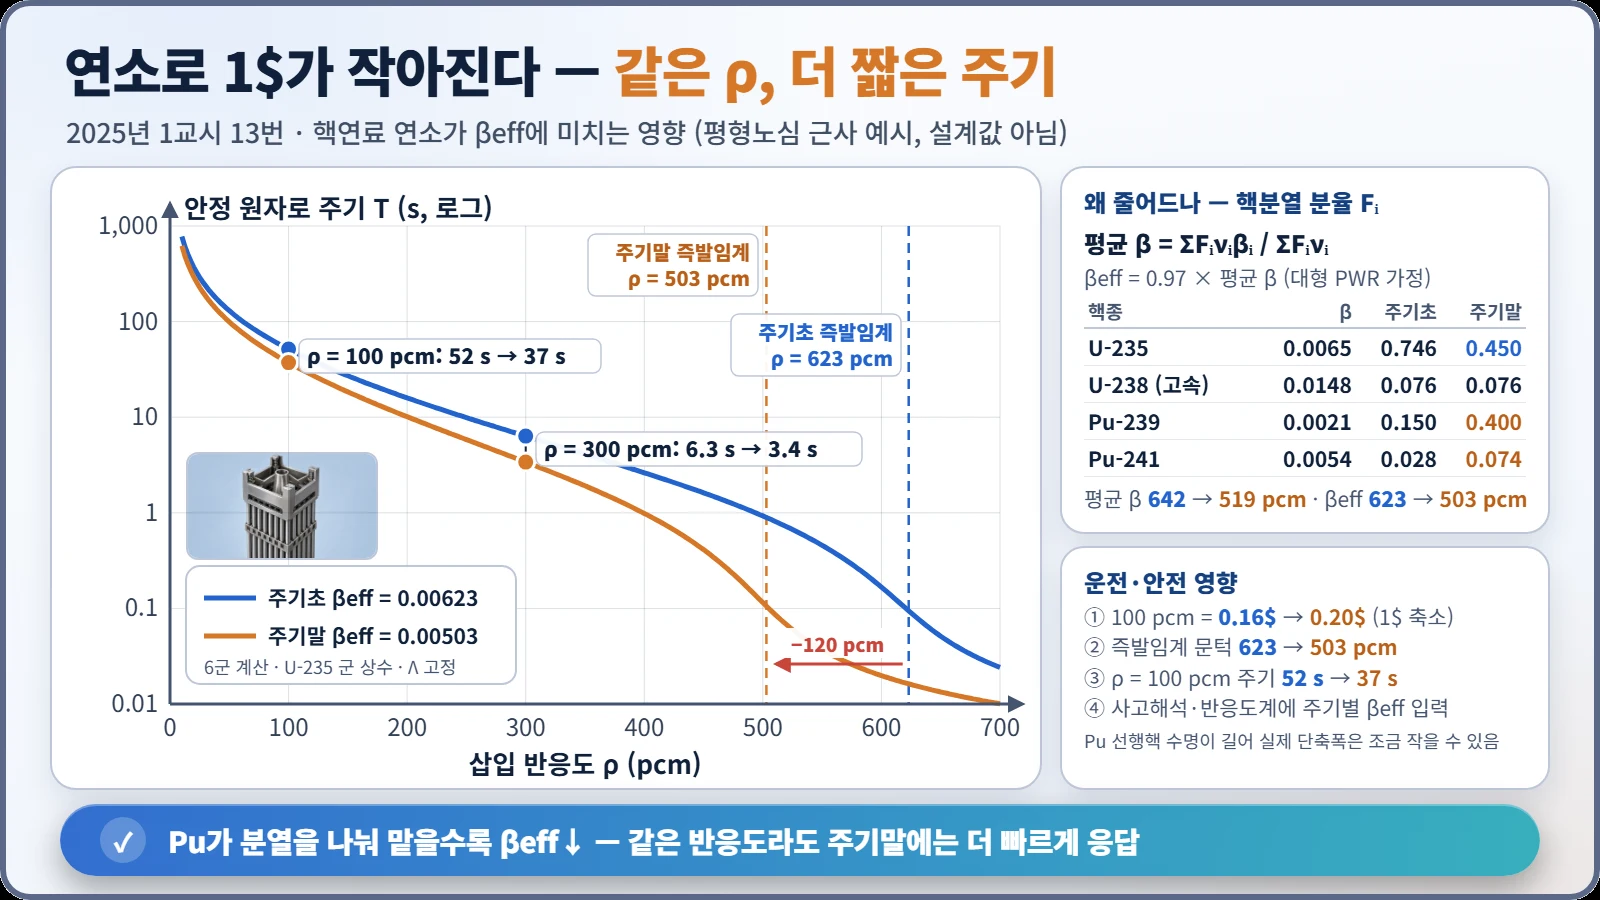 연소로 1$가 작아진다 — 같은 ρ, 더 짧은 주기
2025년 1교시 13번 · 핵연료 연소가 βeff에 미치는 영향 (평형노심 근사 예시, 설계값 아님)
안정 원자로 주기 T (s, 로그)
1,000
100
10
1
0.1
0.01
0
100
200
300
400
500
600
700
삽입 반응도 ρ (pcm)
주기말 즉발임계
ρ = 503 pcm
주기초 즉발임계
ρ = 623 pcm
ρ = 100 pcm: 52 s → 37 s
ρ = 300 pcm: 6.3 s → 3.4 s
−120 pcm
주기초 βeff = 0.00623
주기말 βeff = 0.00503
6군 계산 · U-235 군 상수 · Λ 고정
왜 줄어드나 — 핵분열 분율 Fᵢ
평균 β = ΣFᵢνᵢβᵢ / ΣFᵢνᵢ
βeff = 0.97 × 평균 β (대형 PWR 가정)
핵종 β 주기초 주기말
U-235 0.0065 0.746 0.450
U-238 (고속) 0.0148 0.076 0.076
Pu-239 0.0021 0.150 0.400
Pu-241 0.0054 0.028 0.074
평균 β 642 → 519 pcm · βeff 623 → 503 pcm
운전·안전 영향
① 100 pcm = 0.16$ → 0.20$ (1$ 축소)
② 즉발임계 문턱 623 → 503 pcm
③ ρ = 100 pcm 주기 52 s → 37 s
④ 사고해석·반응도계에 주기별 βeff 입력
Pu 선행핵 수명이 길어 실제 단축폭은 조금 작을 수 있음
✓ Pu가 분열을 나눠 맡을수록 βeff↓ — 같은 반응도라도 주기말에는 더 빠르게 응답